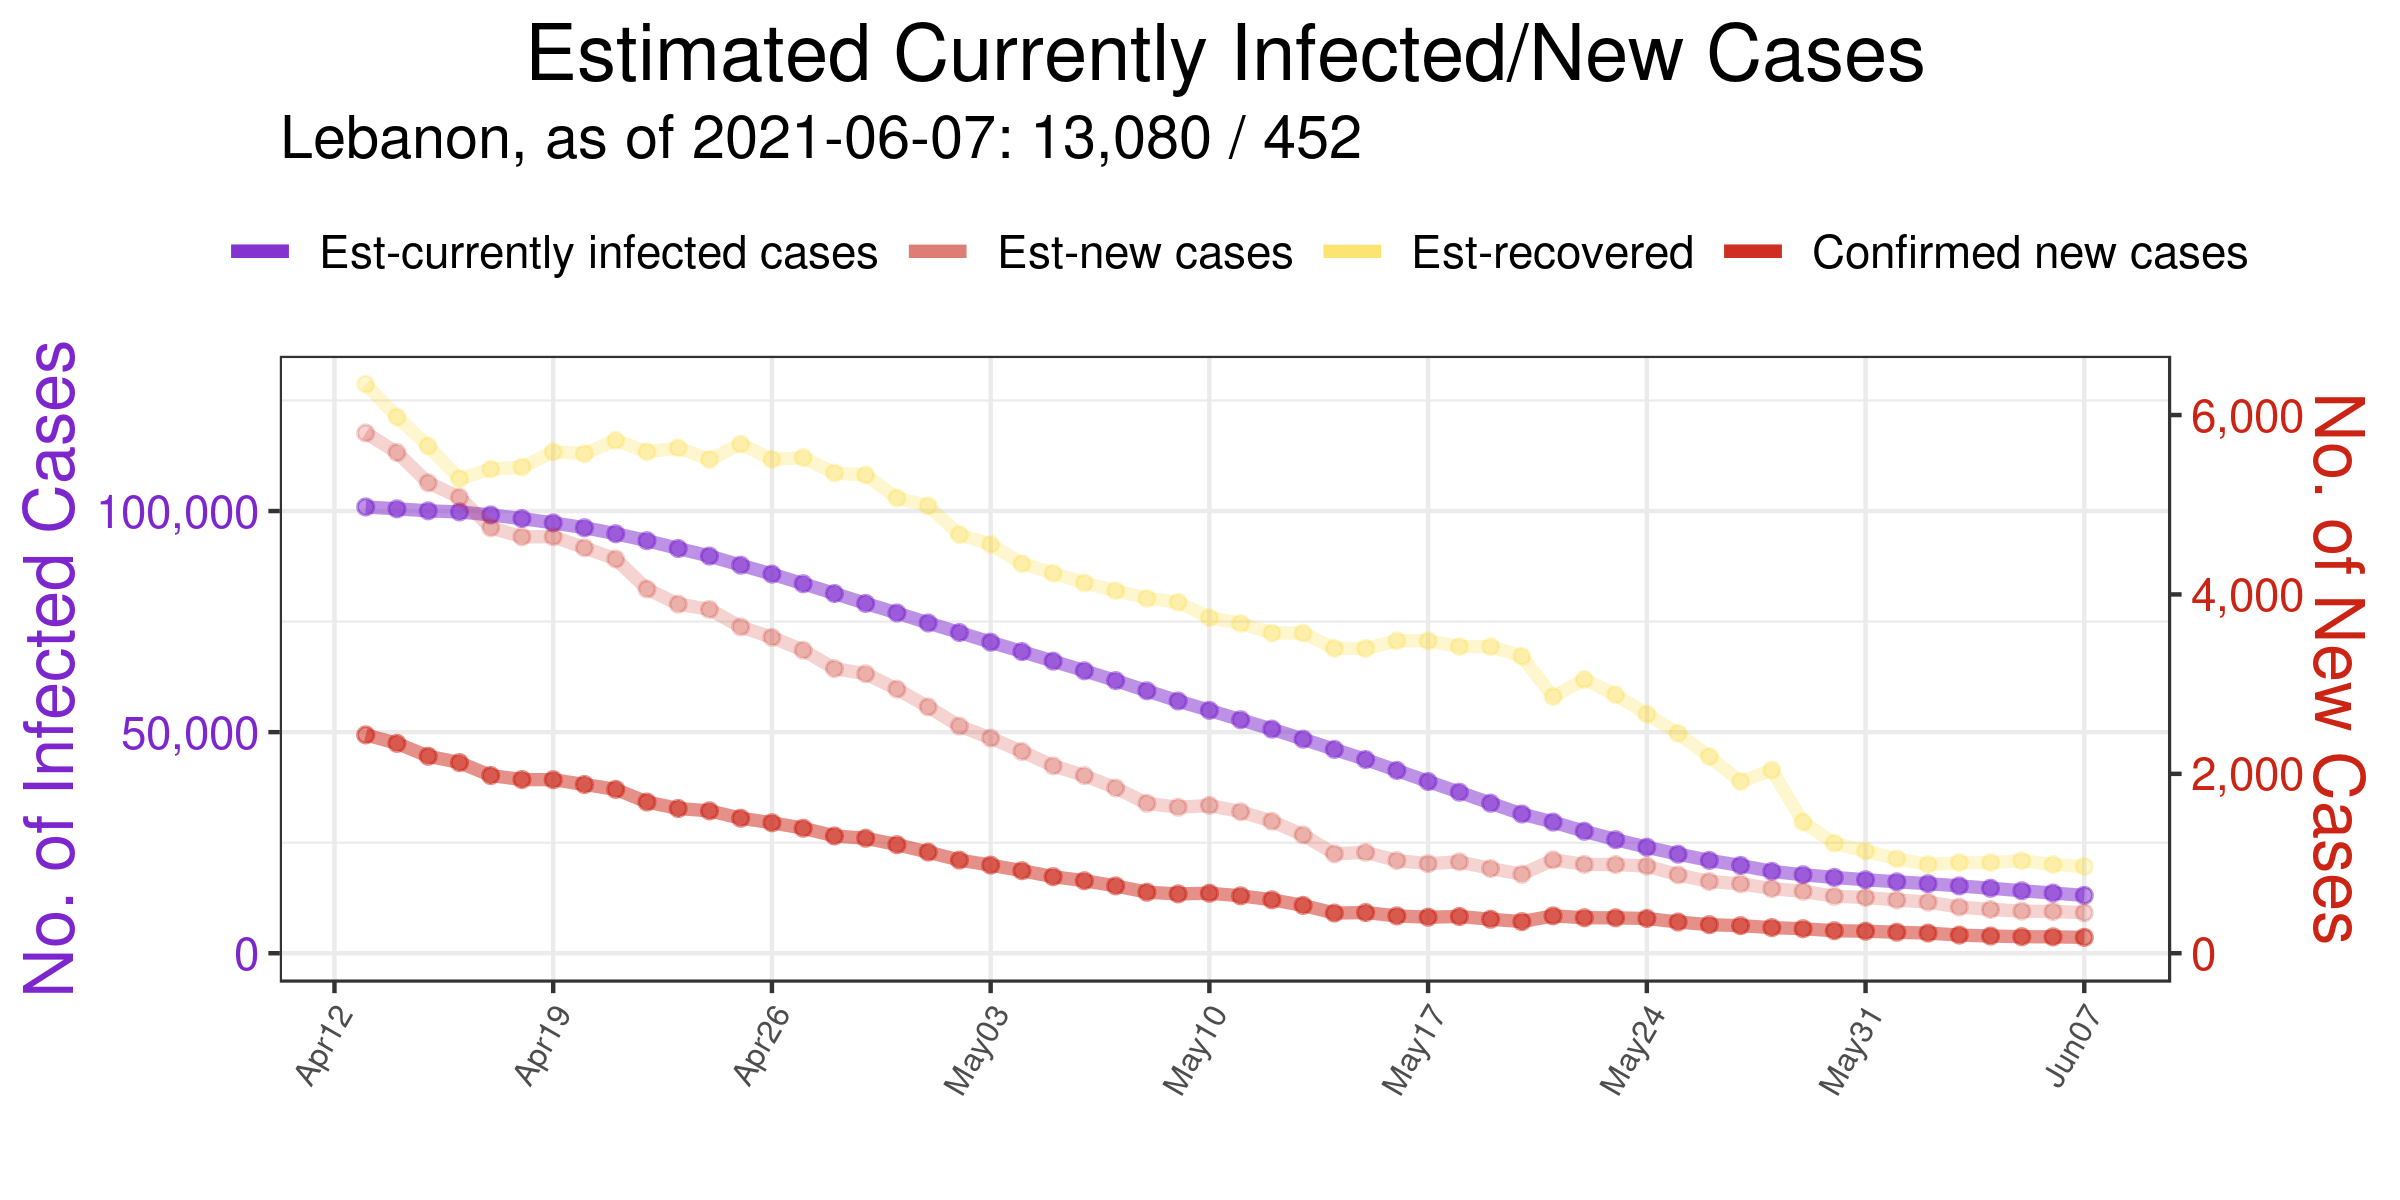 Estimated Currently Infected/New Cases
Lebanon, as of 2021-06-07: 13,080 / 452
Est-currently infected cases Est-new cases Est-recovered Confirmed new cases
No. of Infected Cases
100,000
50,000
0
6,000
4,000
2,000
0
No. of New Cases
Apr12 Apr19 Apr26 May03 May10 May17 May24 May31 Jun07